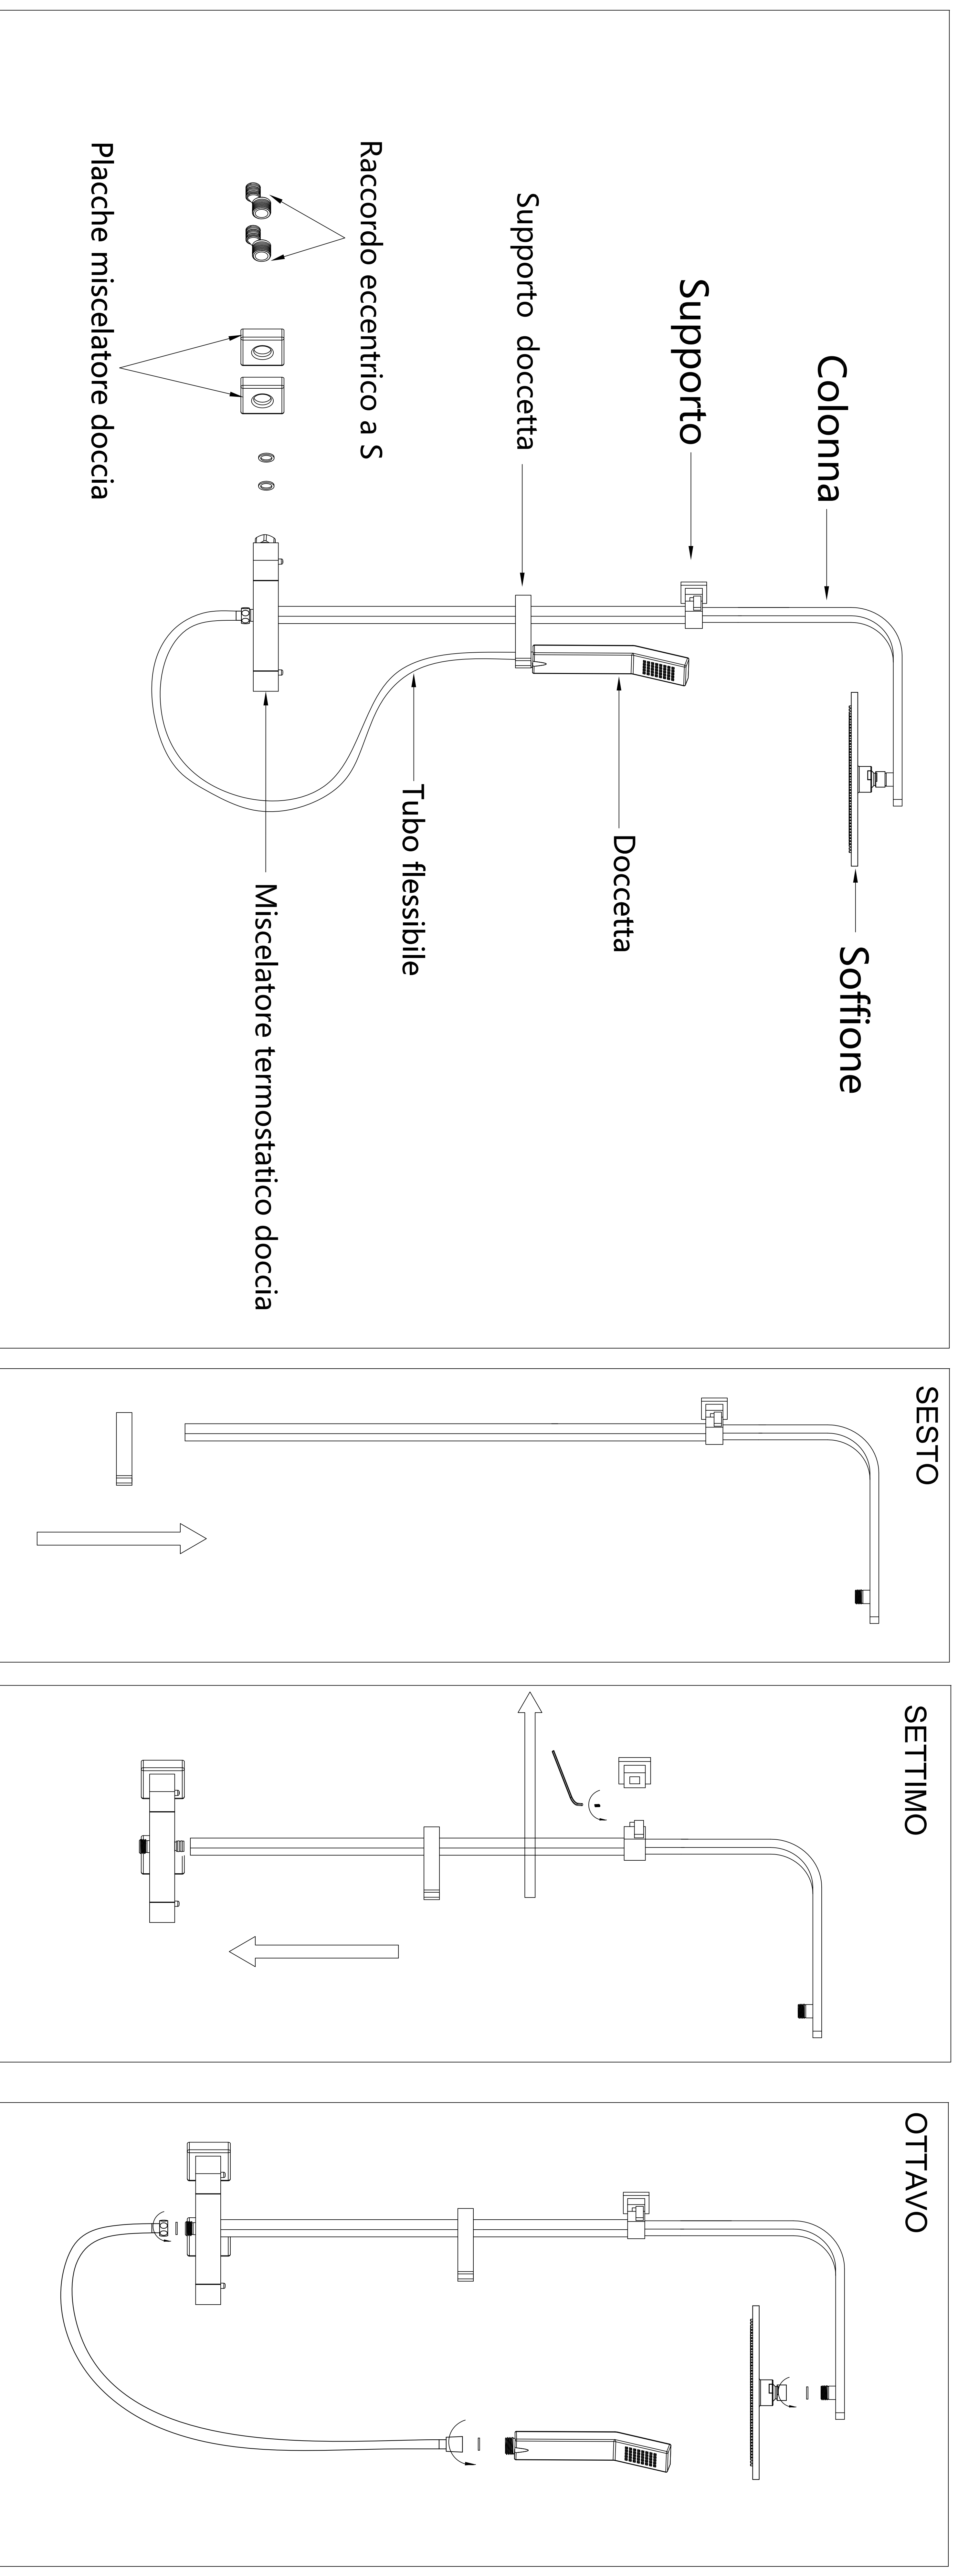 Colonna
Soffione
Supporto
Doccetta
Supporto doccetta
Tubo flessibile
Raccordo eccentrico a S
Miscelatore termostatico doccia
Placche miscelatore doccia
SESTO
SETTIMO
OTTAVO